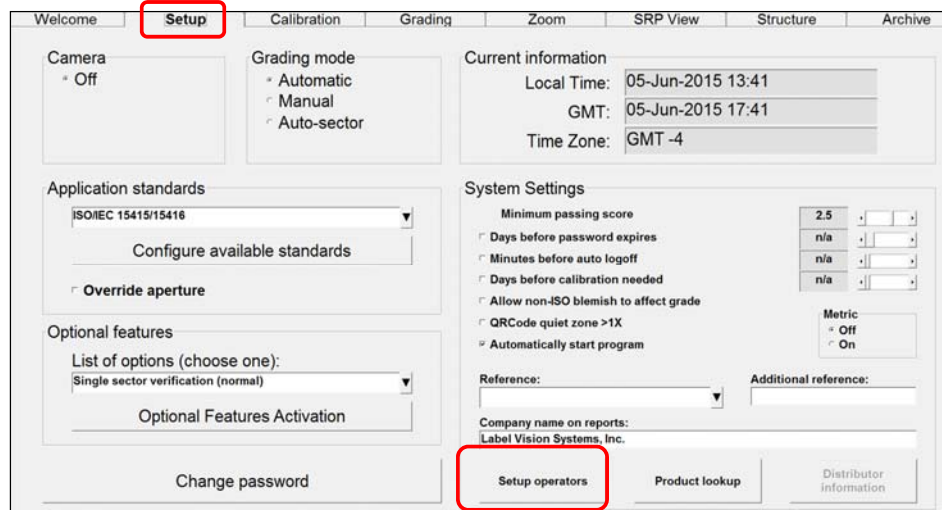 Welcome Setup Calibration Grading Zoom SRP View Structure Archive
Camera
Off
Grading mode
Automatic
Manual
Auto-sector
Current information
Local Time: 05-Jun-2015 13:41
GMT: 05-Jun-2015 17:41
Time Zone: GMT -4
Application standards
ISO/IEC 15415/15416
Configure available standards
Override aperture
Optional features
List of options (choose one):
Single sector verification (normal)
Optional Features Activation
Change password
System Settings
Minimum passing score 2.5
Days before password expires n/a
Minutes before auto logoff n/a
Days before calibration needed n/a
Allow non-ISO blemish to affect grade
QRCode quiet zone >1X
Automatically start program
Metric
Off
On
Reference: Additional reference:
Company name on reports:
Label Vision Systems, Inc.
Setup operators Product lookup Distributor
information